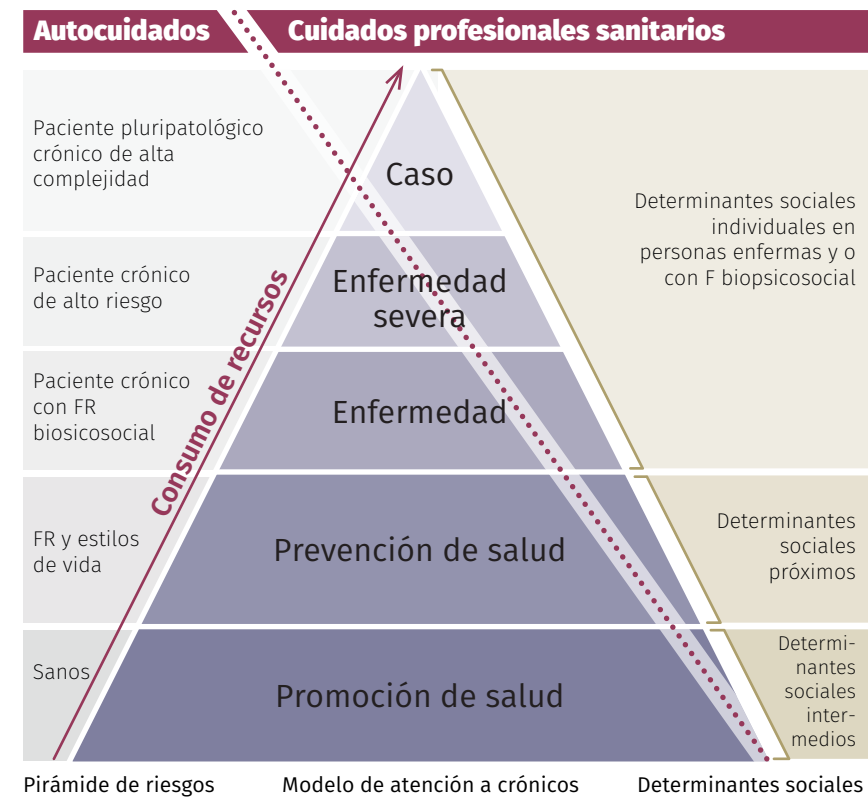 Autocuidados
Cuidados profesionales sanitarios
Paciente pluripatológico
crónico de alta
complejidad
Caso
Determinantes sociales
individuales en
personas enfermas y o
con F biopsicosocial
Paciente crónico
de alto riesgo
Consumo de recursos
Enfermedad
severa
Paciente crónico
con FR
biosicosocial
Enfermedad
FR y estilos
de vida
Prevención de salud
Determinantes
sociales
próximos
Sanos
Promoción de salud
Determi-
nantes
sociales
inter-
medios
Pirámide de riesgos
Modelo de atención a crónicos
Determinantes sociales